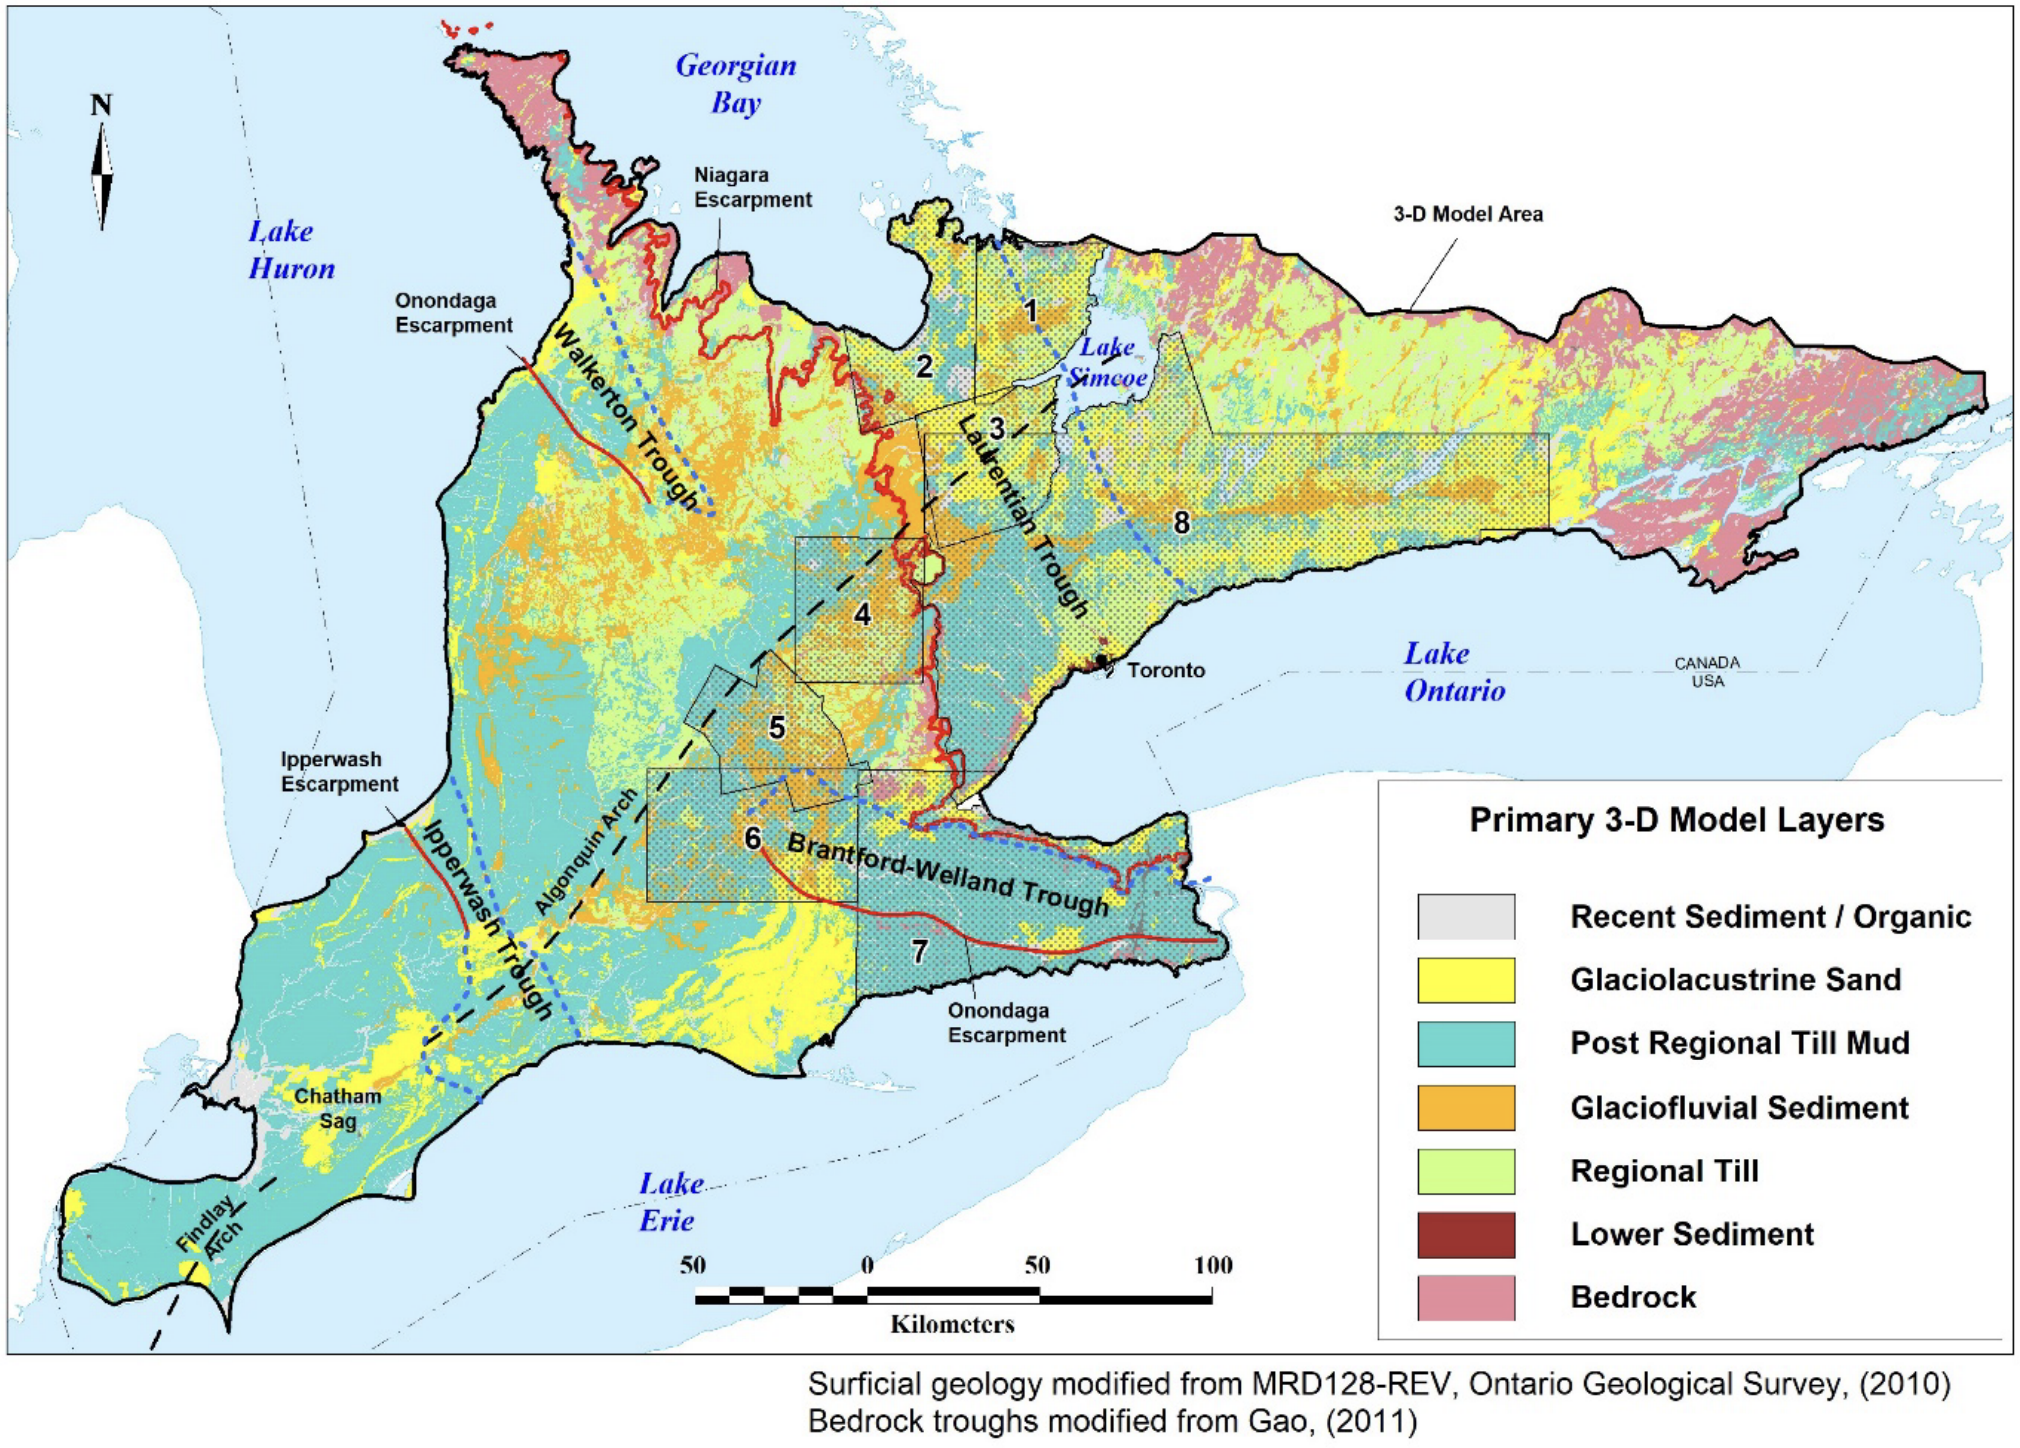 Georgian
Bay
N
Niagara
Escarpment
3-D Model Area
Lake
Huron
Onondaga
Escarpment
1
2
Lake
Simcoe
Walkerton Trough
3
Laurentian Trough
8
4
Toronto
Lake
Ontario
CANADA
USA
5
Ipperwash
Escarpment
6
Algonquin Arch
Ipperwash Trough
Brantford-Welland Trough
7
Onondaga
Escarpment
Chatham
Sag
Findlay
Arch
Lake
Erie
50 0 50 100
Kilometers
Primary 3-D Model Layers
Recent Sediment / Organic
Glaciolacustrine Sand
Post Regional Till Mud
Glaciofluvial Sediment
Regional Till
Lower Sediment
Bedrock
Surficial geology modified from MRD128-REV, Ontario Geological Survey, (2010)
Bedrock troughs modified from Gao, (2011)